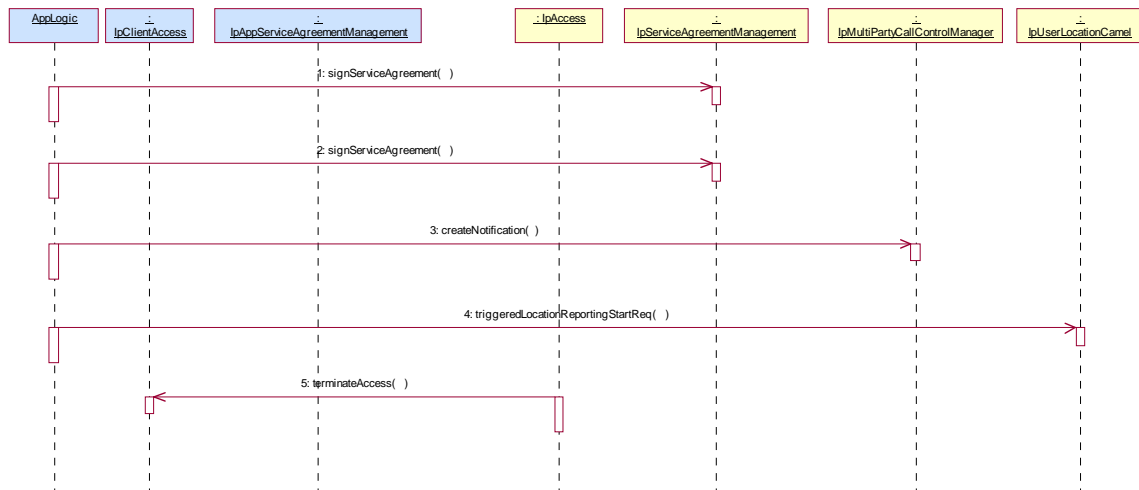 AppLogic
:
IpClientAccess
:
IpAppServiceAgreementManagement
: IpAccess
:
IpServiceAgreementManagement
:
IpMultiPartyCallControlManager
:
IpUserLocationCamel
1: signServiceAgreement( )
2: signServiceAgreement( )
3: createNotification( )
4: triggeredLocationReportingStartReq( )
5: terminateAccess( )